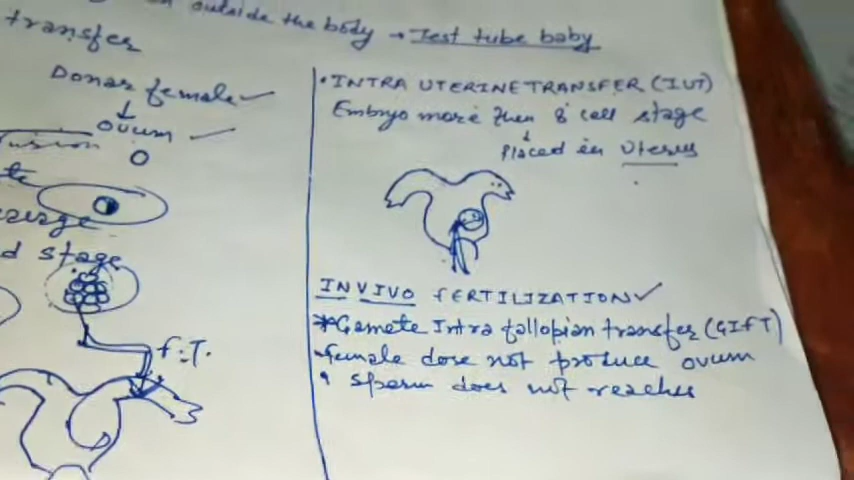 outside the body → Test tube baby
transfer
Donar female
ovum
fusion
d stage
F.T.
• INTRA UTERINE TRANSFER (IUT)
Embryo more then 8 cell stage
Placed in Uterus
INVIVO FERTILIZATION
*Gamete Intra fallopian transfer (GIFT)
• female dose not produce ovum
• sperm does not reaches